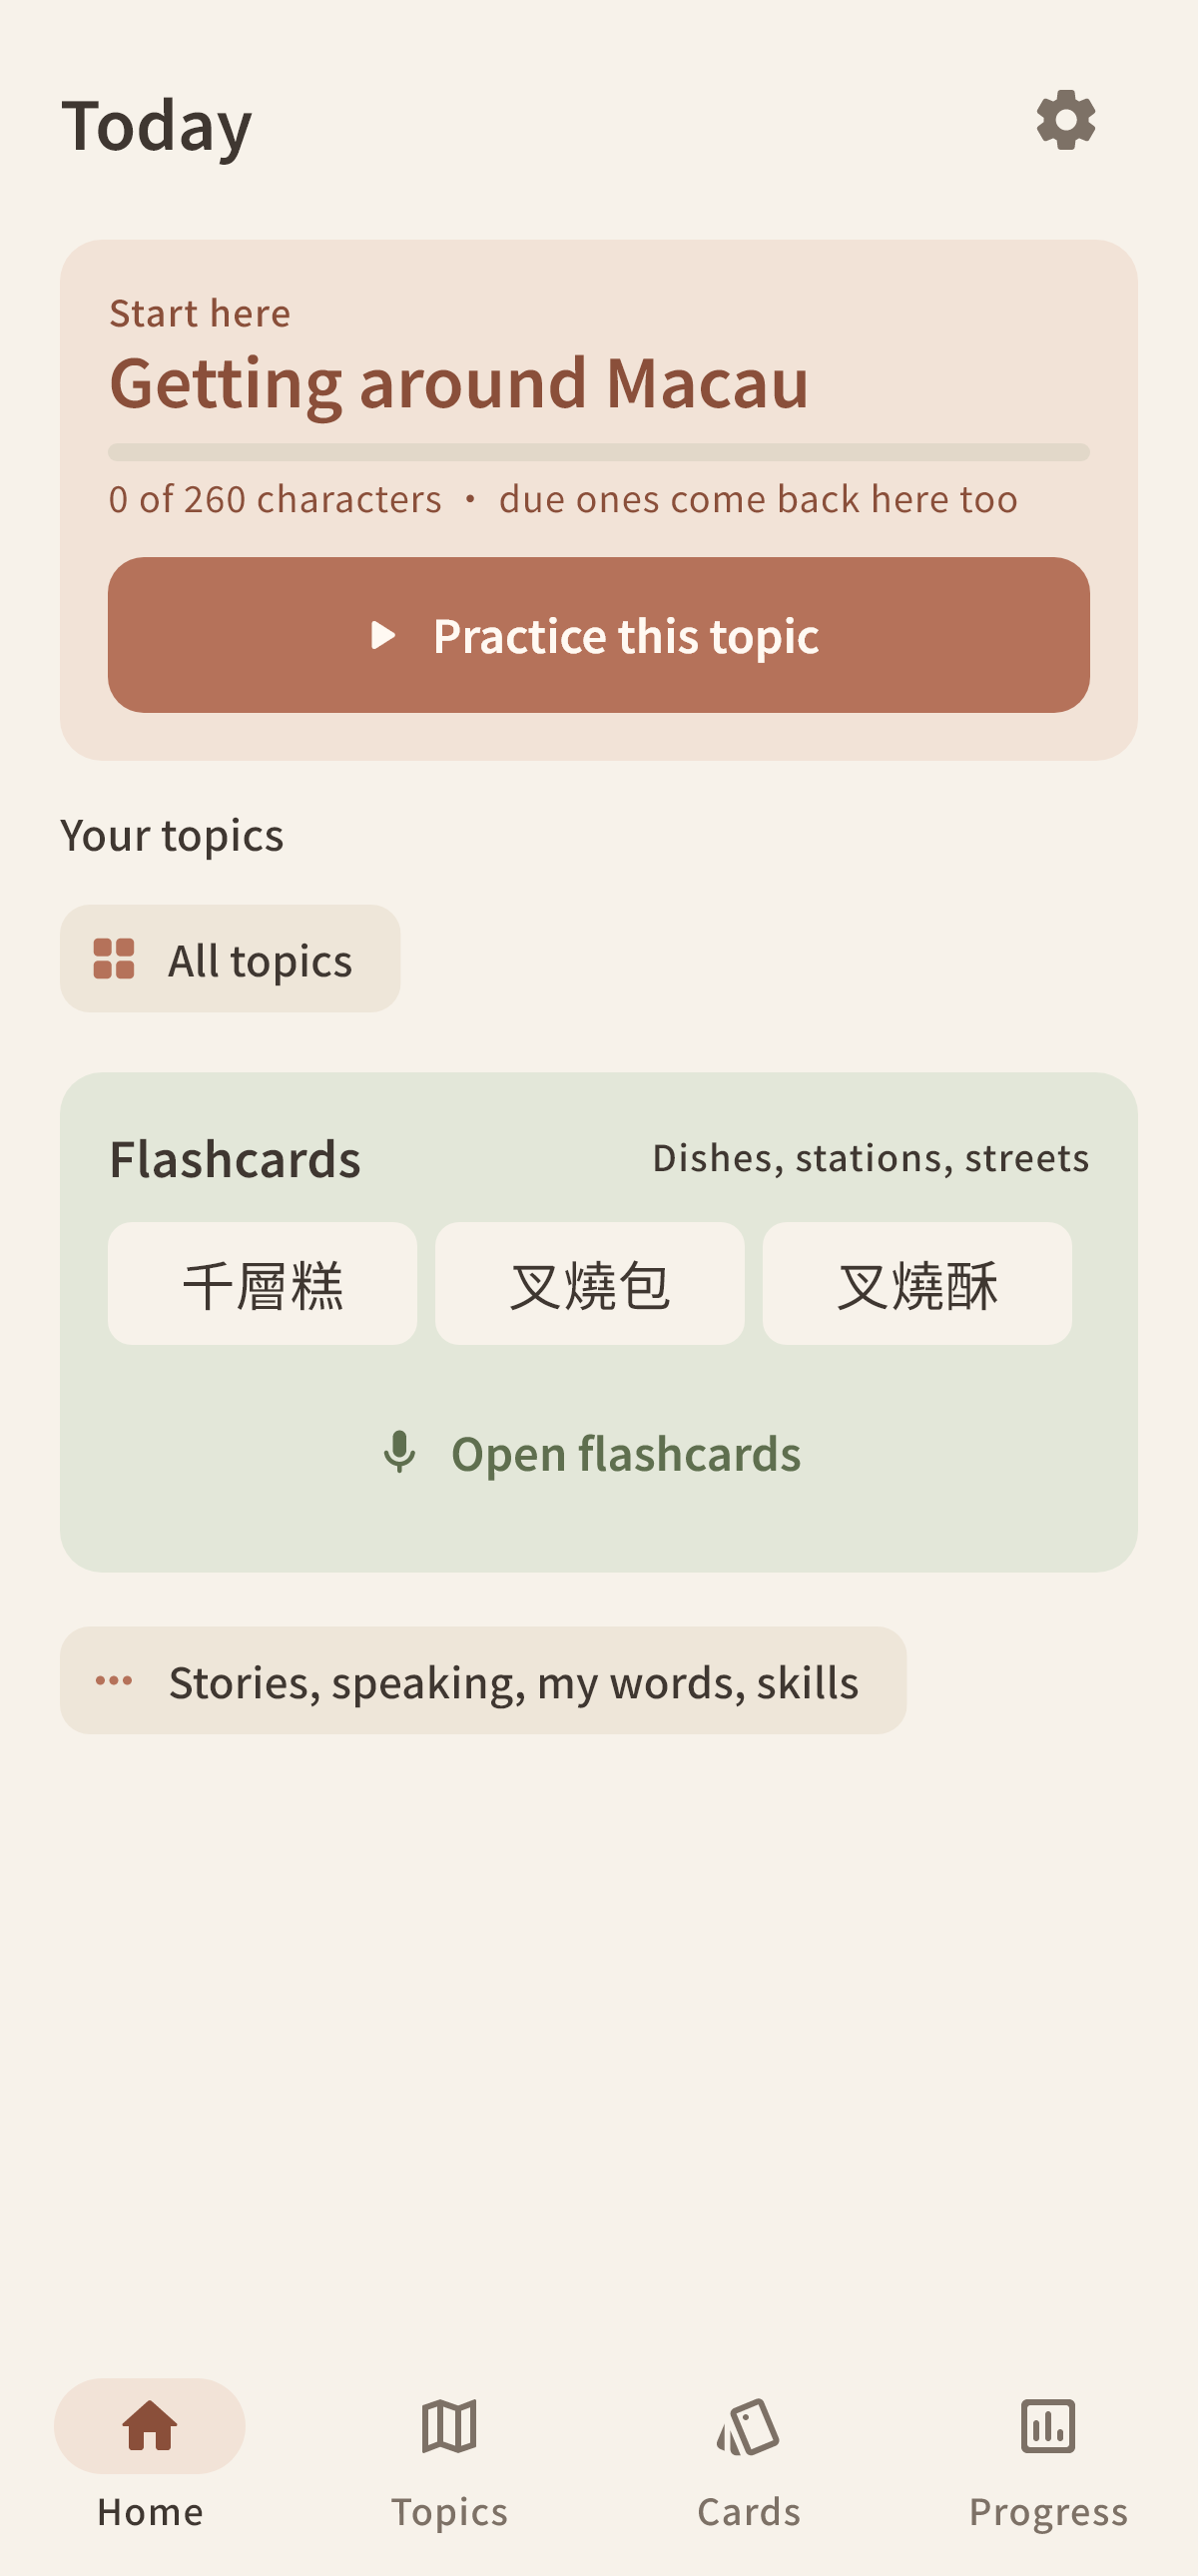 Today
Start here
Getting around Macau
0 of 260 characters • due ones come back here too
Practice this topic
Your topics
All topics
Flashcards
Dishes, stations, streets
千層糕
叉燒包
叉燒酥
Open flashcards
Stories, speaking, my words, skills
Home
Topics
Cards
Progress